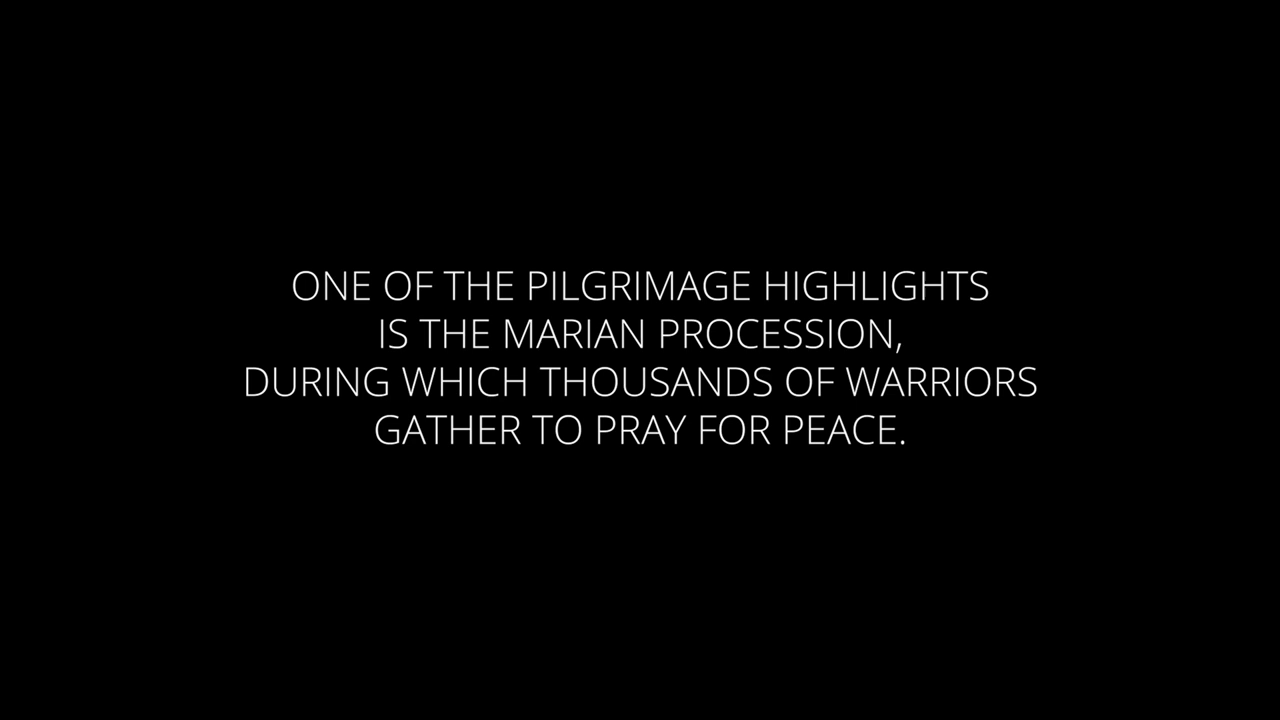 ONE OF THE PILGRIMAGE HIGHLIGHTS
IS THE MARIAN PROCESSION,
DURING WHICH THOUSANDS OF WARRIORS
GATHER TO PRAY FOR PEACE.